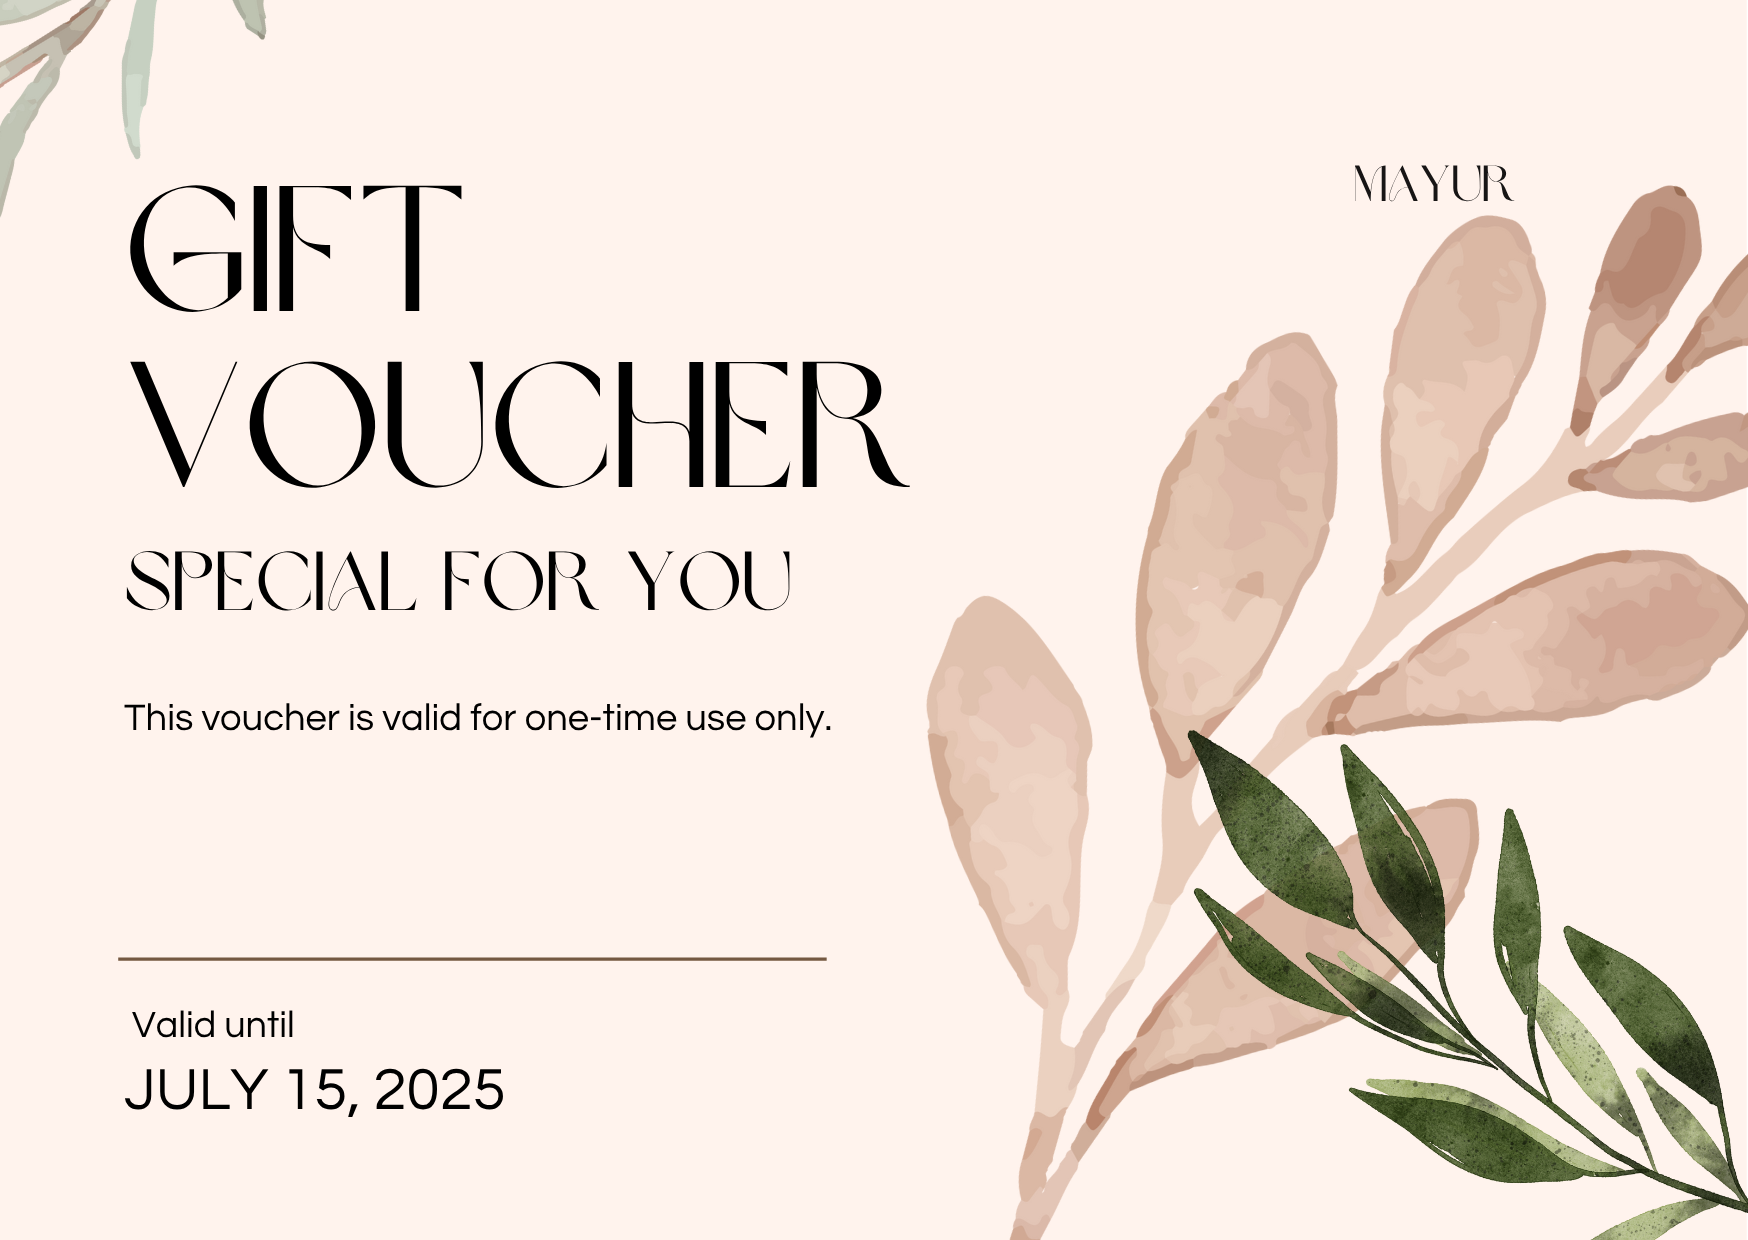 GIFT
VOUCHER
MAYUR
SPECIAL FOR YOU
This voucher is valid for one-time use only.
Valid until
JULY 15, 2025